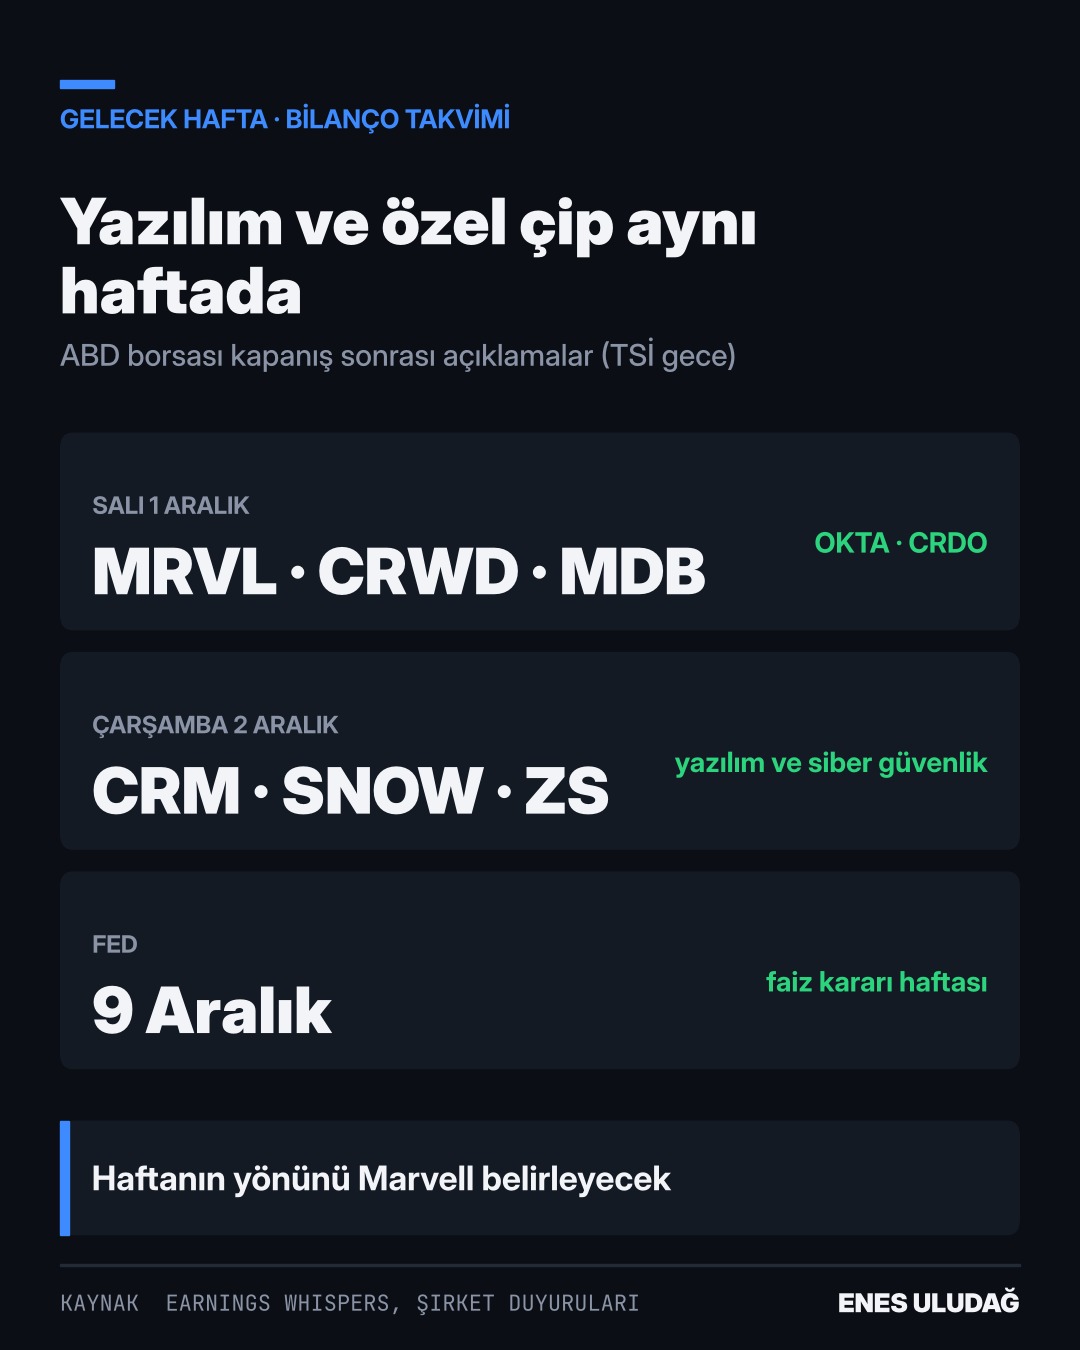 GELECEK HAFTA · BİLANÇO TAKVİMİ
Yazılım ve özel çip aynı
haftada
ABD borsası kapanış sonrası açıklamalar (TSİ gece)
SALI 1 ARALIK
MRVL · CRWD · MDB
OKTA · CRDO
ÇARŞAMBA 2 ARALIK
CRM · SNOW · ZS
yazılım ve siber güvenlik
FED
9 Aralık
faiz kararı haftası
Haftanın yönünü Marvell belirleyecek
KAYNAK EARNINGS WHISPERS, ŞIRKET DUYURULARI
ENES ULUDAĞ